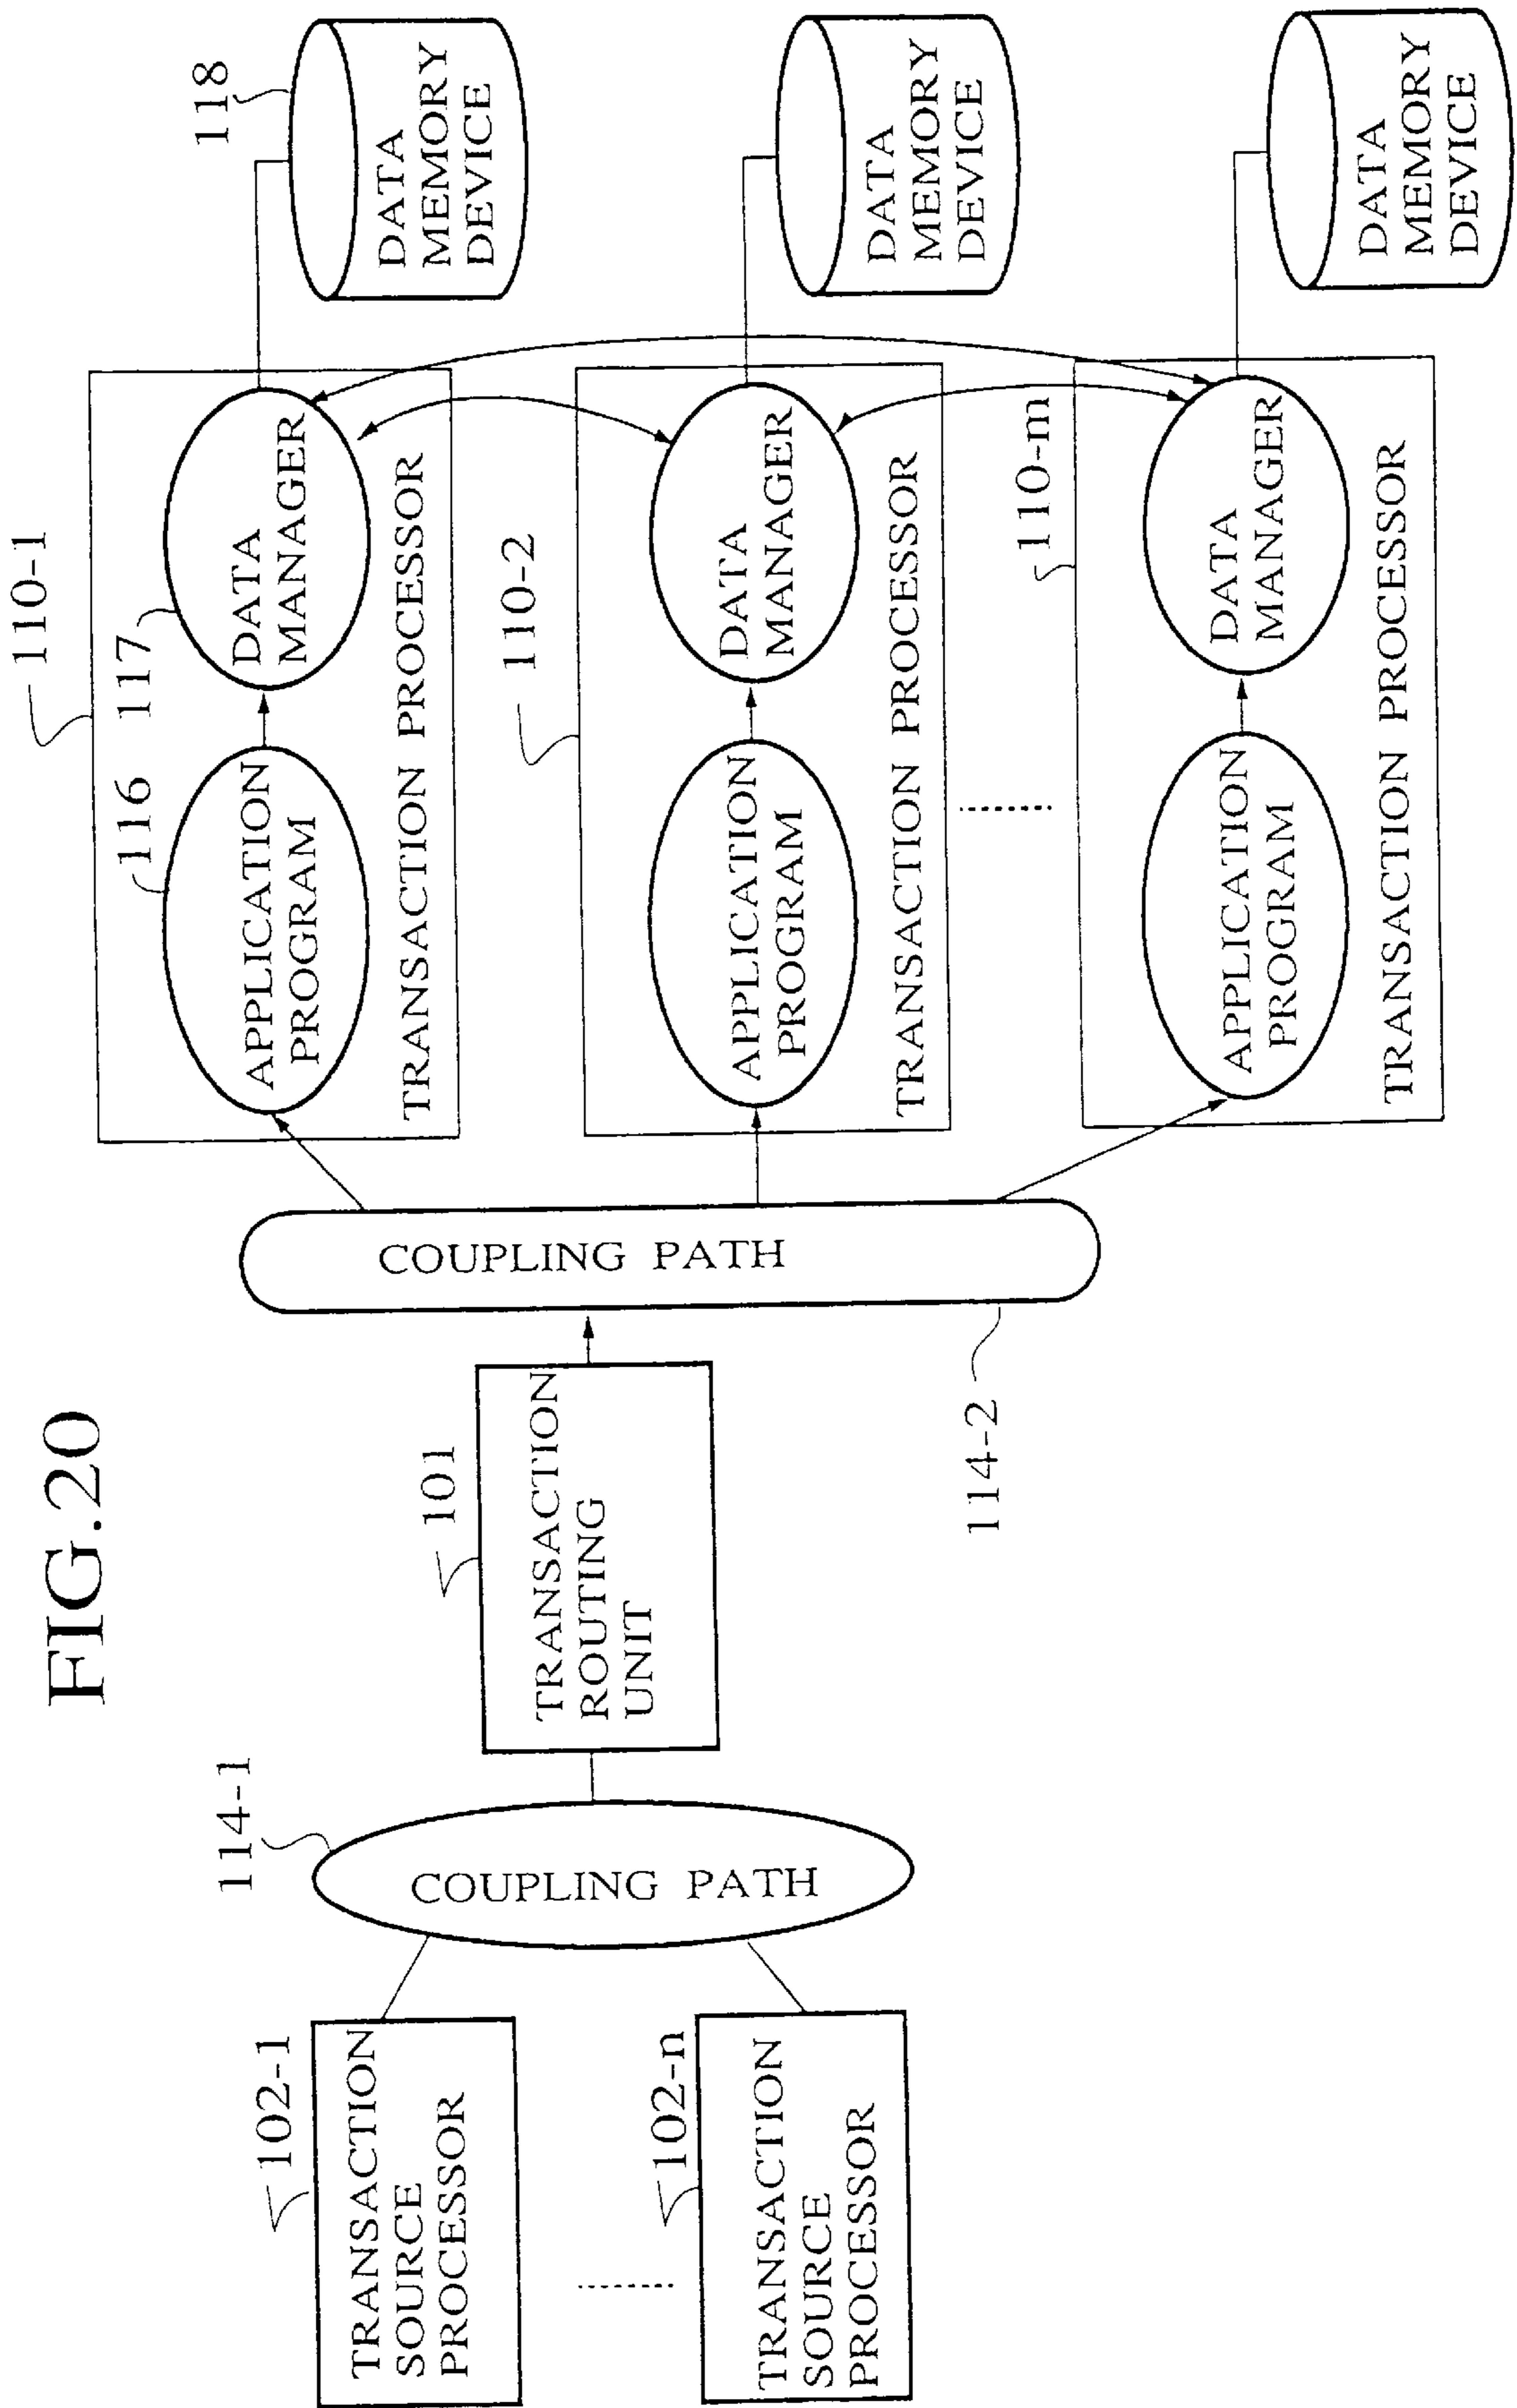 FIG.20
102-1
TRANSACTION
SOURCE
PROCESSOR
102-n
TRANSACTION
SOURCE
PROCESSOR
114-1
COUPLING PATH
101
TRANSACTION
ROUTING
UNIT
114-2
COUPLING PATH
110-1
116
117
APPLICATION
PROGRAM
DATA
MANAGER
TRANSACTION PROCESSOR
118
DATA
MEMORY
DEVICE
110-2
APPLICATION
PROGRAM
DATA
MANAGER
TRANSACTION PROCESSOR
DATA
MEMORY
DEVICE
110-m
APPLICATION
PROGRAM
DATA
MANAGER
TRANSACTION PROCESSOR
DATA
MEMORY
DEVICE